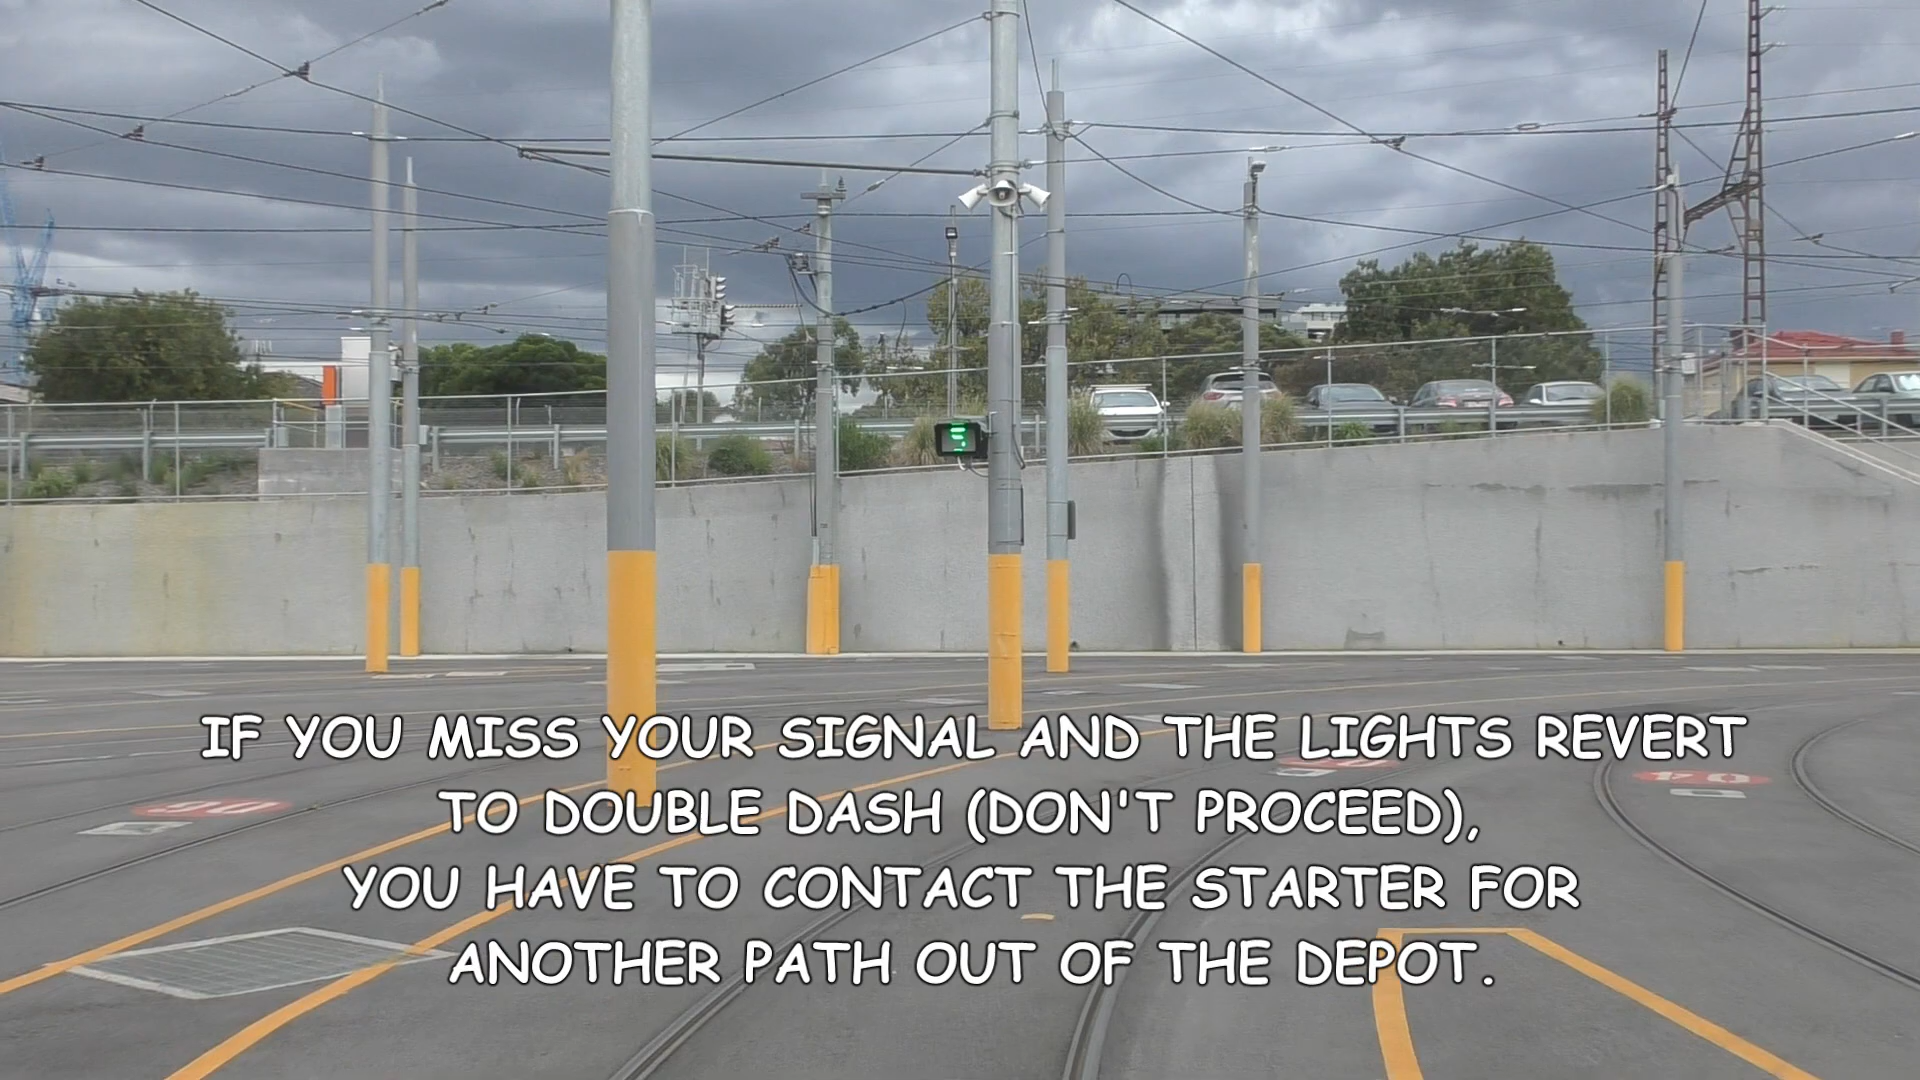 IF YOU MISS YOUR SIGNAL AND THE LIGHTS REVERT
TO DOUBLE DASH (DON'T PROCEED),
YOU HAVE TO CONTACT THE STARTER FOR
ANOTHER PATH OUT OF THE DEPOT.